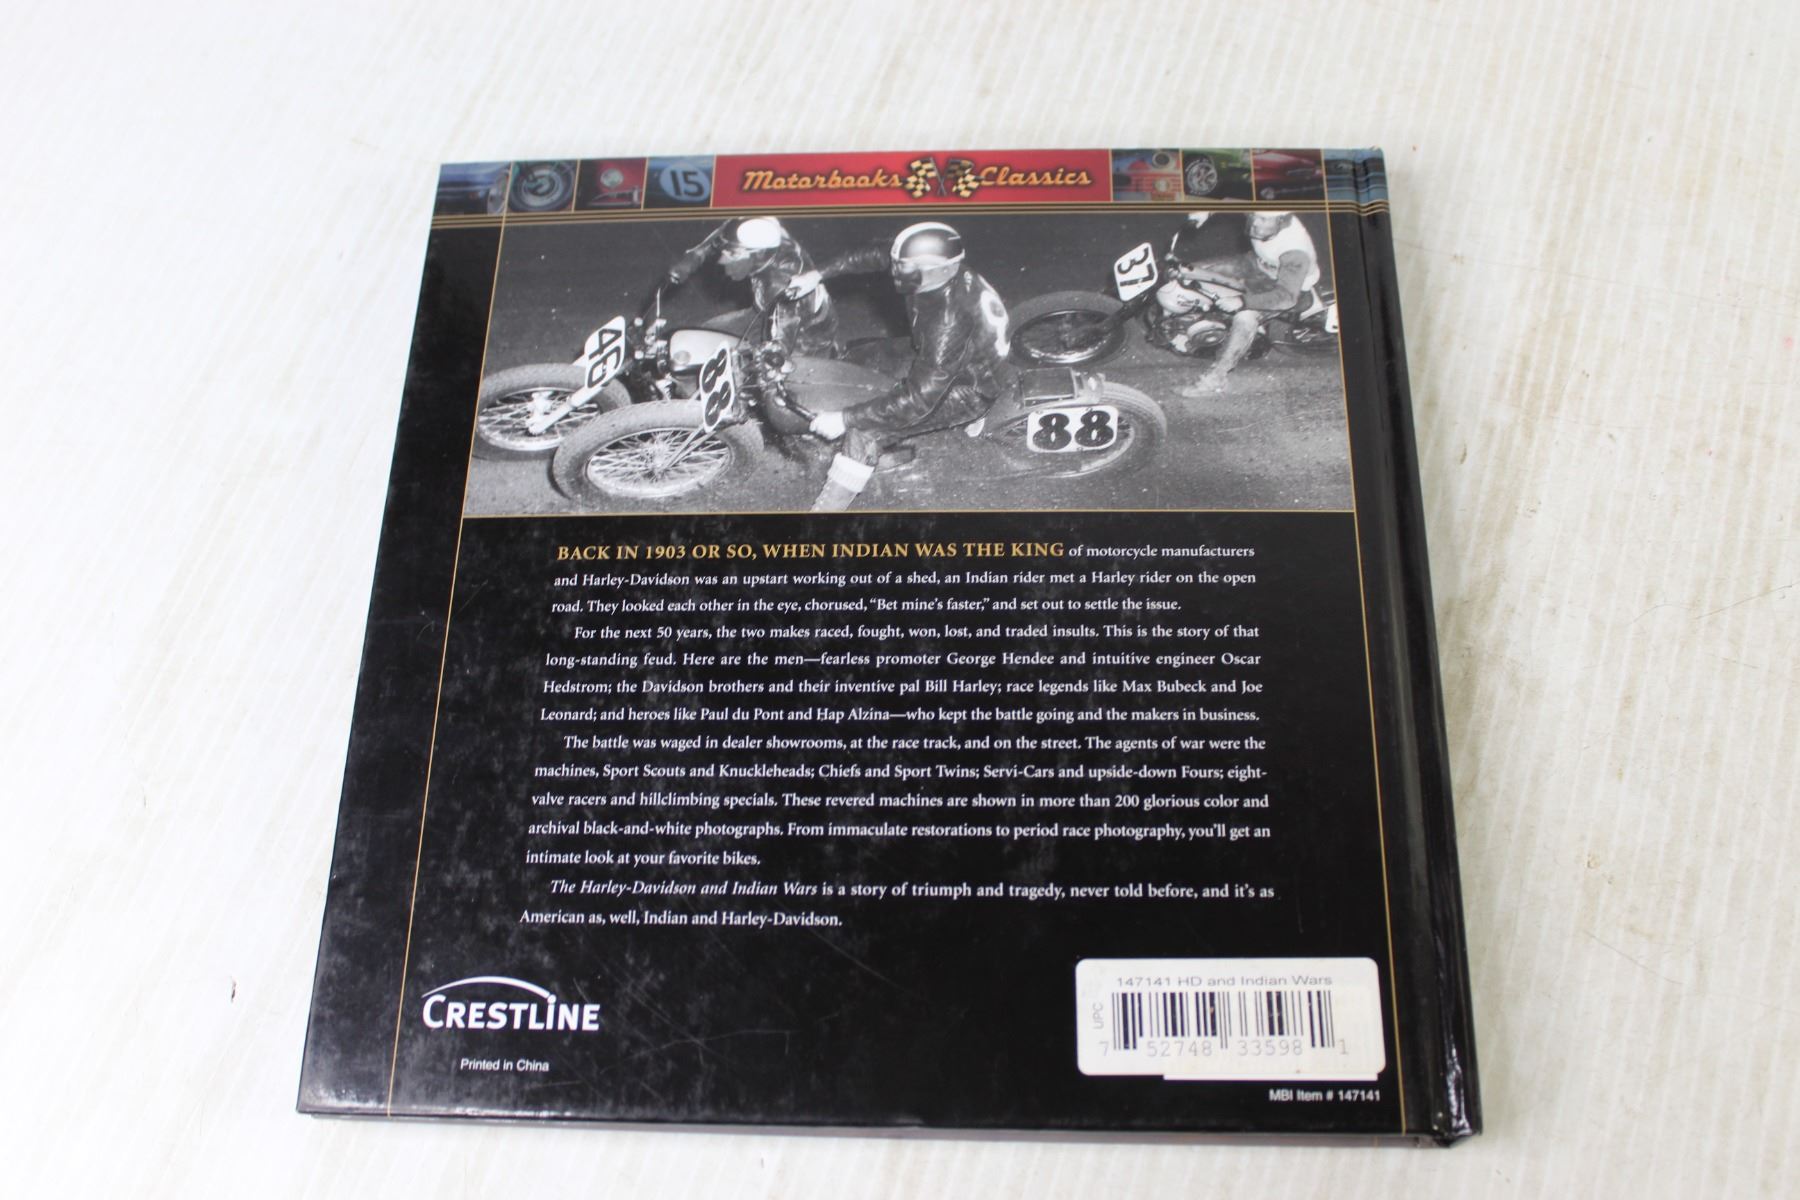 15
Motorbooks Classics
46
88
88
37
BACK IN 1903 OR SO, WHEN INDIAN WAS THE KING of motorcycle manufacturers
and Harley-Davidson was an upstart working out of a shed, an Indian rider met a Harley rider on the open
road. They looked each other in the eye, chorused, “Bet mine’s faster,” and set out to settle the issue.
For the next 50 years, the two makes raced, fought, won, lost, and traded insults. This is the story of that
long-standing feud. Here are the men—fearless promoter George Hendee and intuitive engineer Oscar
Hedstrom; the Davidson brothers and their inventive pal Bill Harley; race legends like Max Bubeck and Joe
Leonard; and heroes like Paul du Pont and Hap Alzina—who kept the battle going and the makers in business.
The battle was waged in dealer showrooms, at the race track, and on the street. The agents of war were the
machines, Sport Scouts and Knuckleheads; Chiefs and Sport Twins; Servi-Cars and upside-down Fours; eight-
valve racers and hillclimbing specials. These revered machines are shown in more than 200 glorious color and
archival black-and-white photographs. From immaculate restorations to period race photography, you’ll get an
intimate look at your favorite bikes.
The Harley-Davidson and Indian Wars is a story of triumph and tragedy, never told before, and it’s as
American as, well, Indian and Harley-Davidson.
CRESTLINE
Printed in China
147141 HD and Indian Wars
UPC
7 52748 33598 1
MBI Item # 147141